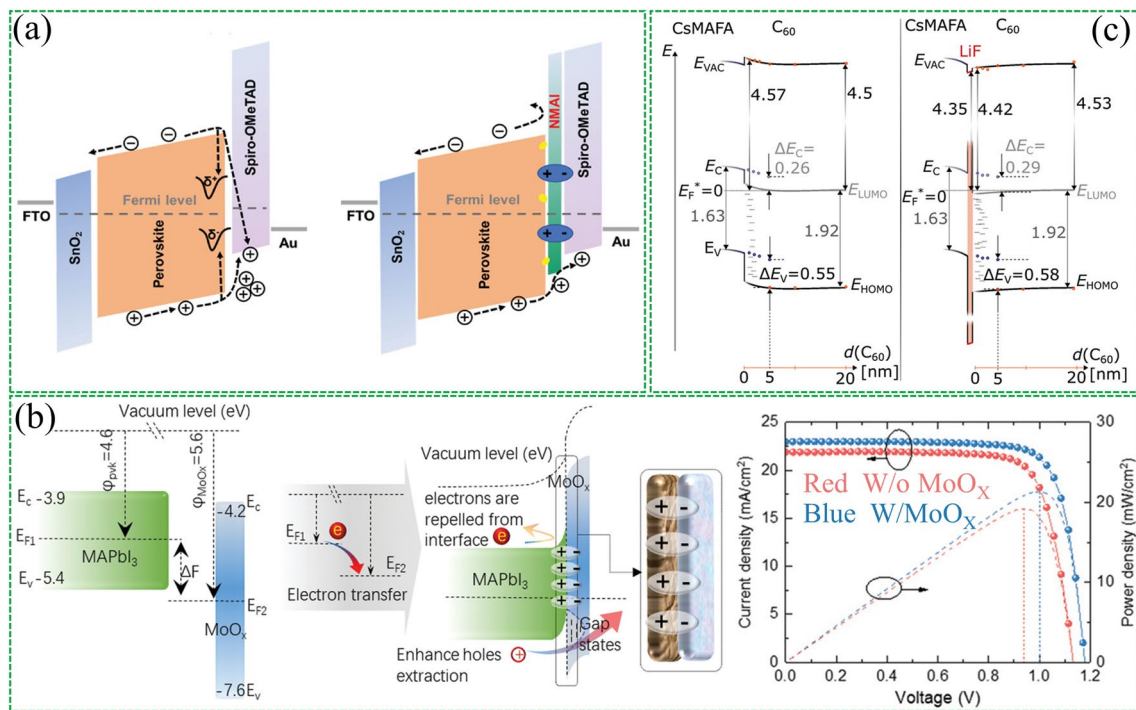 (a)
FTO
SnO2
Perovskite
Fermi level
δ+
δ-
Spiro-OMeTAD
Au
FTO
SnO2
Perovskite
Fermi level
NMAI
Spiro-OMeTAD
Au
(c)
CsMAFA C60
E
EVAC
4.57
4.5
ΔEC=
0.26
EC
EF*=0
ELUMO
1.63
1.92
EV
ΔEV=0.55
EHOMO
d(C60)
0 5 20 [nm]
CsMAFA C60
LiF
EVAC
4.35
4.42
4.53
ΔEC=
0.29
EC
EF*=0
ELUMO
1.63
1.92
EV
ΔEV=0.58
EHOMO
d(C60)
0 5 20 [nm]
(b)
Vacuum level (eV)
φpvk=4.6
φMoOx=5.6
Ec -3.9
EF1
MAPbI3
Ev -5.4
ΔF
-4.2 Ec
EF2
MoOx
-7.6 Ev
EF1
e
EF2
Electron transfer
Vacuum level (eV)
MoOx
electrons are
repelled from
interface
e
MAPbI3
Gap
states
Enhance holes
extraction
Current density (mA/cm2)
25
20
15
10
5
0
Red W/o MoOX
Blue W/MoOX
0.0 0.2 0.4 0.6 0.8 1.0 1.2
Voltage (V)
30
20
10
0
Power density (mW/cm2)